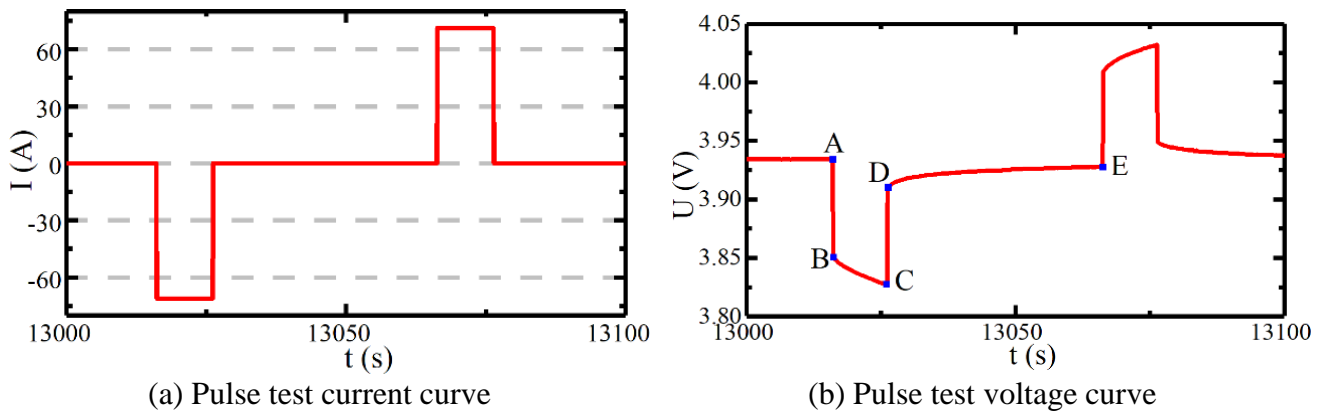 60
30
0
-30
-60
I (A)
13000
13050
13100
t (s)
(a) Pulse test current curve
4.05
4.00
3.95
3.90
3.85
3.80
U (V)
A
B
C
D
E
13000
13050
13100
t (s)
(b) Pulse test voltage curve